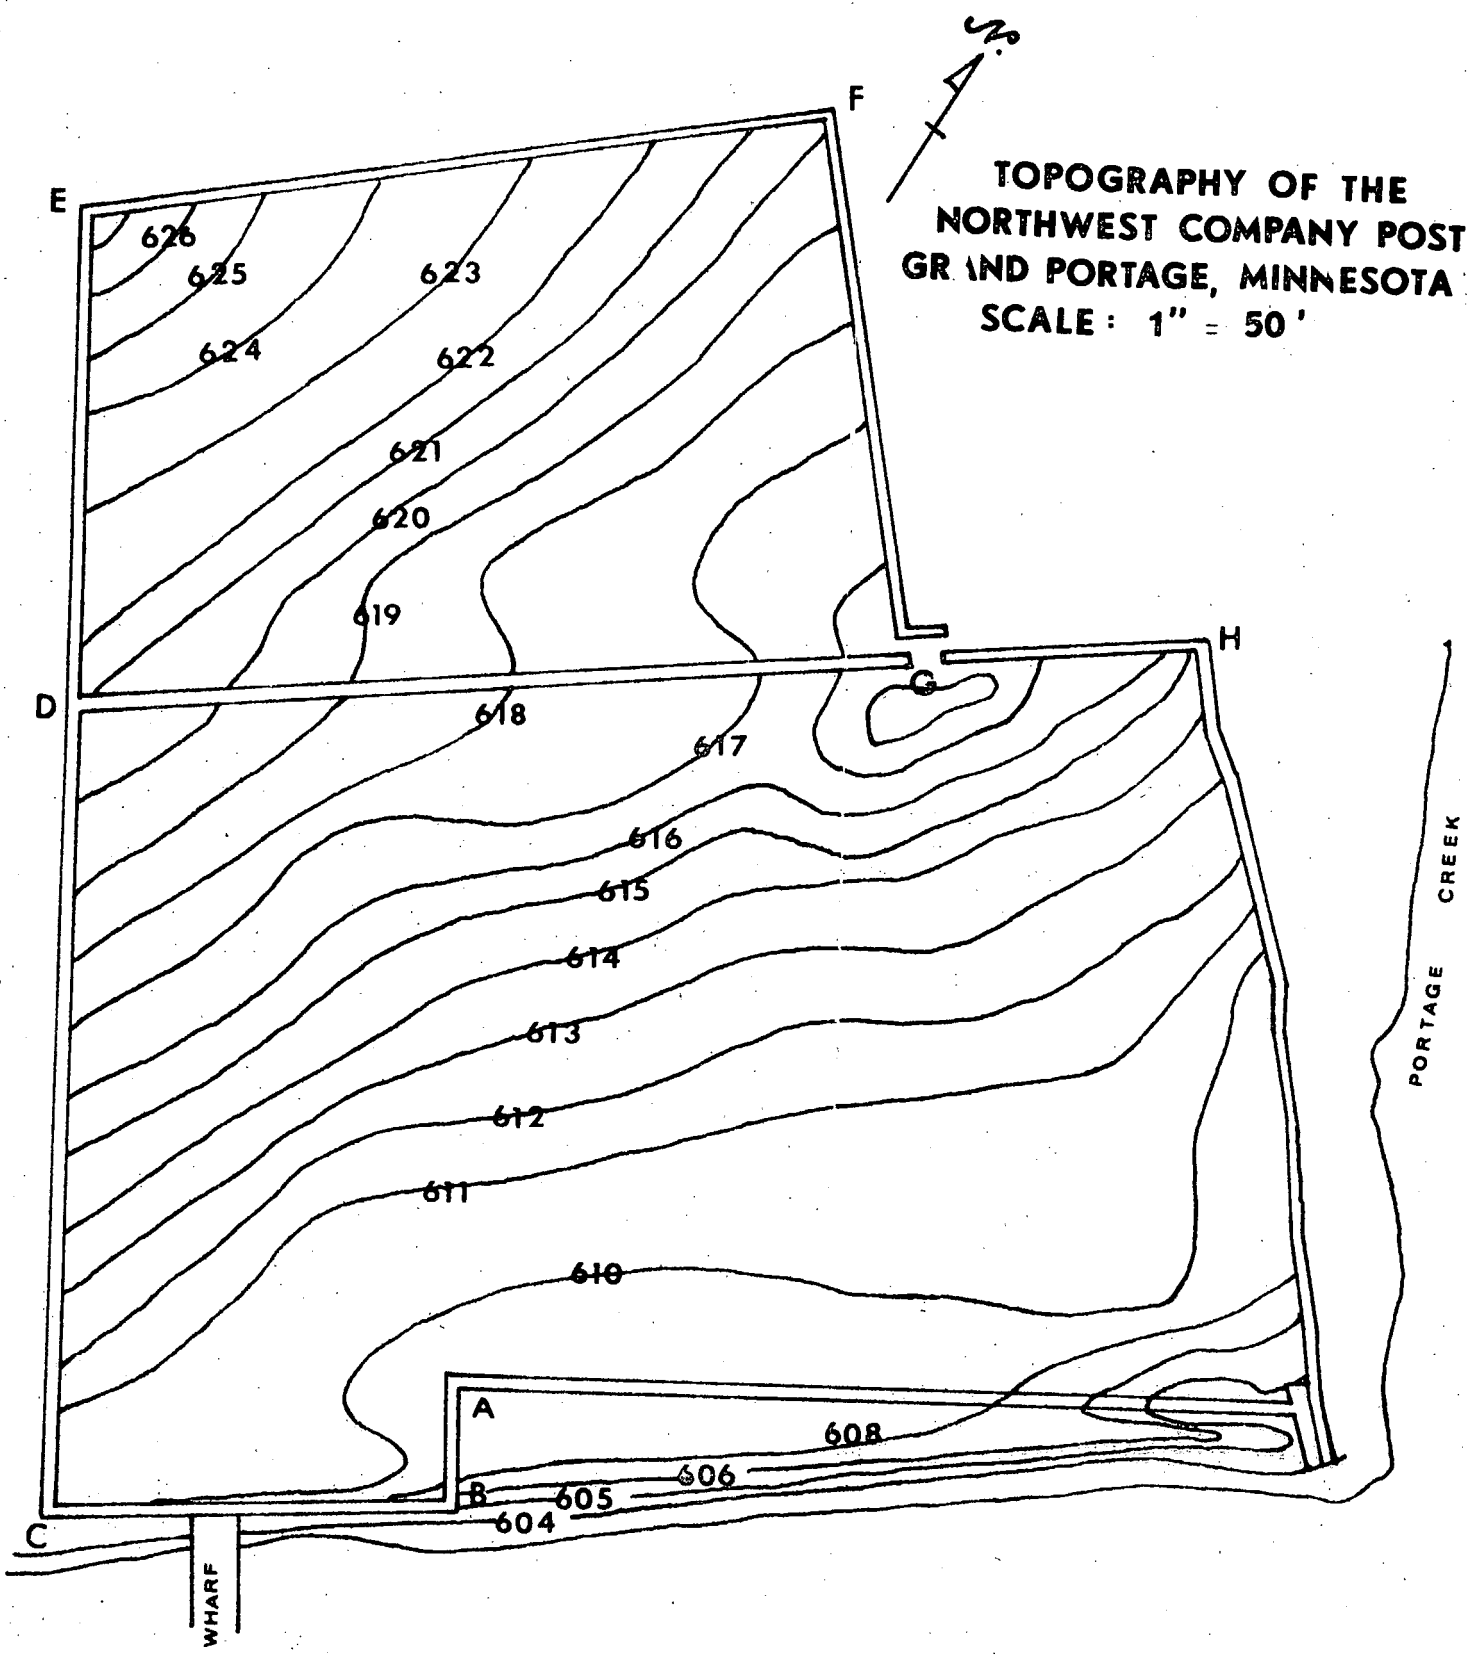 No.
F
TOPOGRAPHY OF THE
NORTHWEST COMPANY POST
GRAND PORTAGE, MINNESOTA
SCALE: 1" = 50'
E
626
625
623
624
622
621
620
619
H
G
D
618
617
616
615
614
613
612
611
610
PORTAGE CREEK
A
608
606
B
605
604
C
WHARF